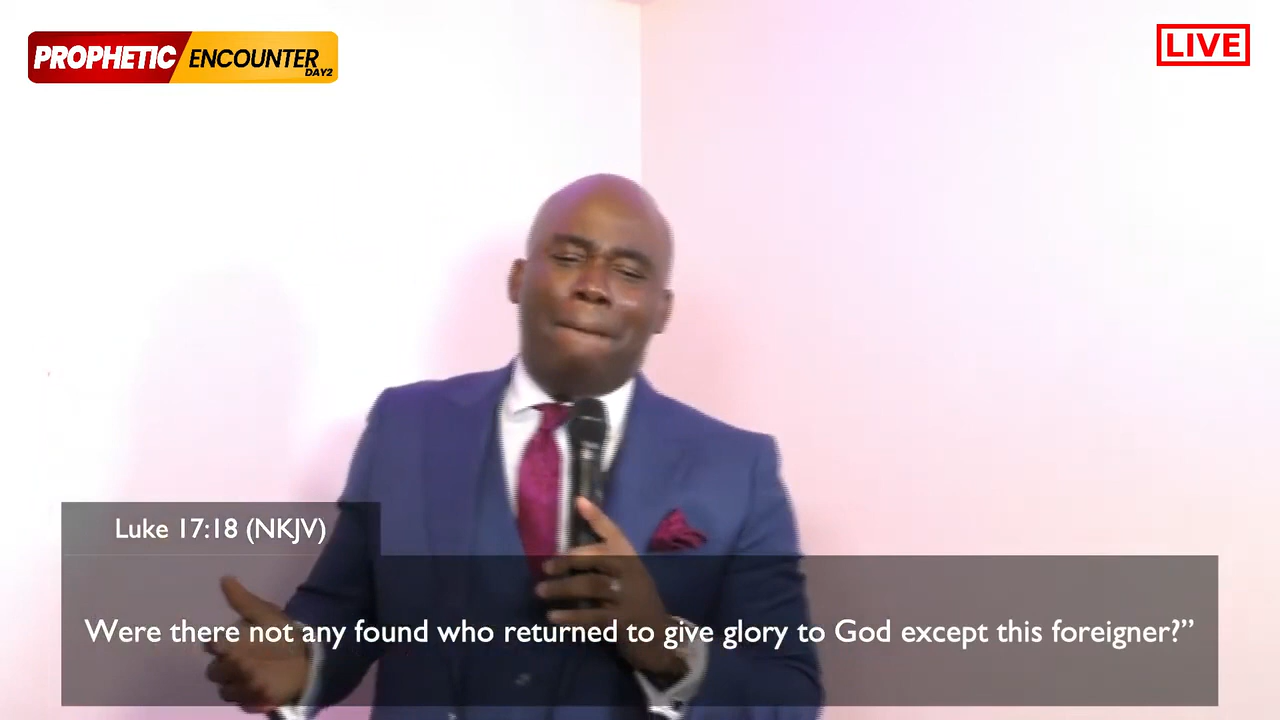 PROPHETIC ENCOUNTER
DAY2
LIVE
Luke 17:18 (NKJV)
Were there not any found who returned to give glory to God except this foreigner?”